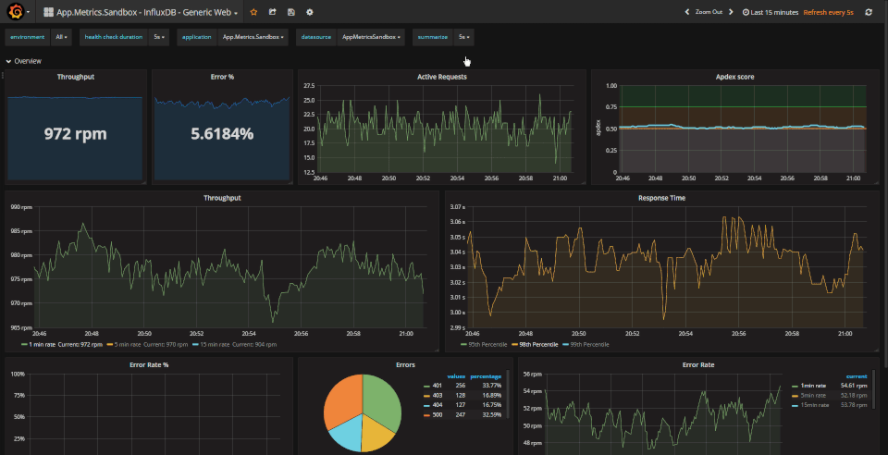 App.Metrics.Sandbox - InfluxDB - Generic Web Zoom Out Last 15 minutes Refresh every 5s
environment All health check duration 5s application App.Metrics.Sandbox datasource AppMetricsSandbox summarize 5s
Overview
Throughput
972 rpm
Error %
5.6184%
Active Requests
27.5
25.0
22.5
20.0
17.5
15.0
12.5
20:46 20:48 20:50 20:52 20:54 20:56 20:58 21:00
Apdex score
apdex
1.00
0.75
0.50
0.25
0
20:46 20:48 20:50 20:52 20:54 20:56 20:58 21:00
Throughput
990 rpm
985 rpm
980 rpm
975 rpm
970 rpm
965 rpm
20:46 20:48 20:50 20:52 20:54 20:56 20:58 21:00
1 min rate Current: 972 rpm 5 min rate Current: 970 rpm 15 min rate Current: 904 rpm
Response Time
3.07 s
3.06 s
3.05 s
3.04 s
3.03 s
3.02 s
3.01 s
3.00 s
2.99 s
20:46 20:48 20:50 20:52 20:54 20:56 20:58 21:00
95th Percentile 98th Percentile 99th Percentile
Error Rate %
100%
75%
50%
25%
Errors
values percentage
401 256 33.77%
403 128 16.89%
404 127 16.75%
500 247 32.59%
Error Rate
56 rpm
54 rpm
52 rpm
50 rpm
48 rpm
current
1min rate 54.61 rpm
5min rate 52.18 rpm
15min rate 53.78 rpm